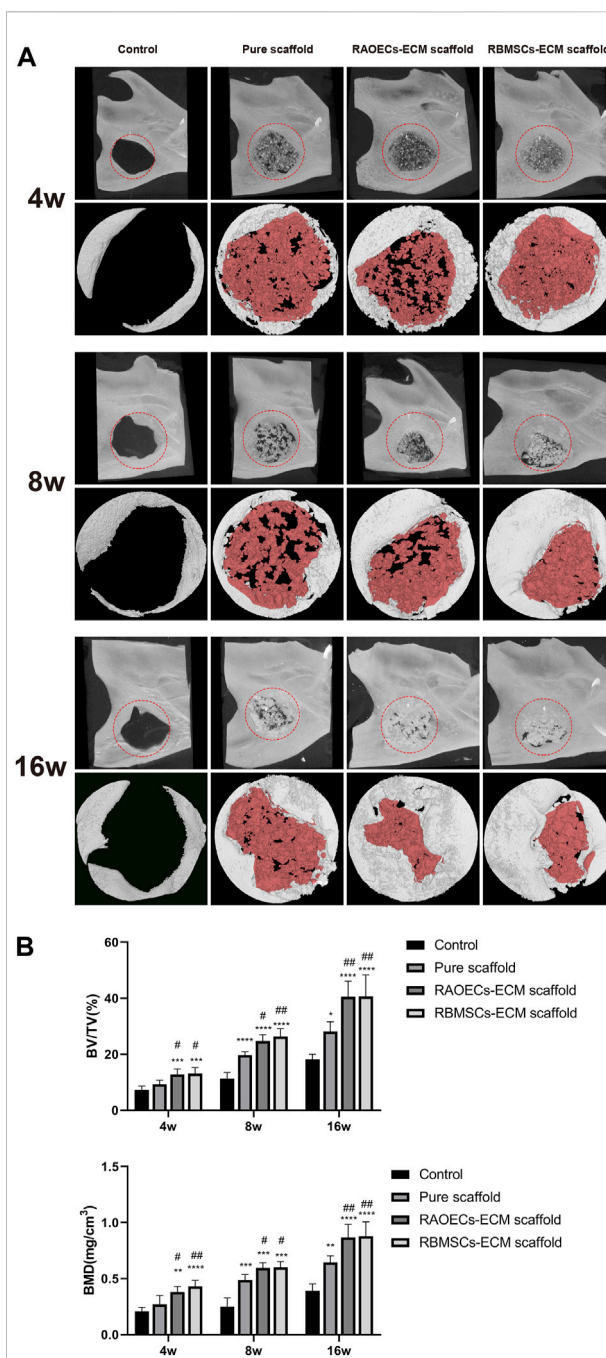 Control Pure scaffold RAOECs-ECM scaffold RBMSCs-ECM scaffold
A
4w
8w
16w
B
BV/TV(%)
60
40
20
0
# #
*** ***
# ##
**** **** ****
## ##
* **** ****
4w 8w 16w
Control
Pure scaffold
RAOECs-ECM scaffold
RBMSCs-ECM scaffold
BMD(mg/cm³)
1.5
1.0
0.5
0.0
# ##
** ****
# #
*** *** ***
## ##
** **** ****
4w 8w 16w
Control
Pure scaffold
RAOECs-ECM scaffold
RBMSCs-ECM scaffold